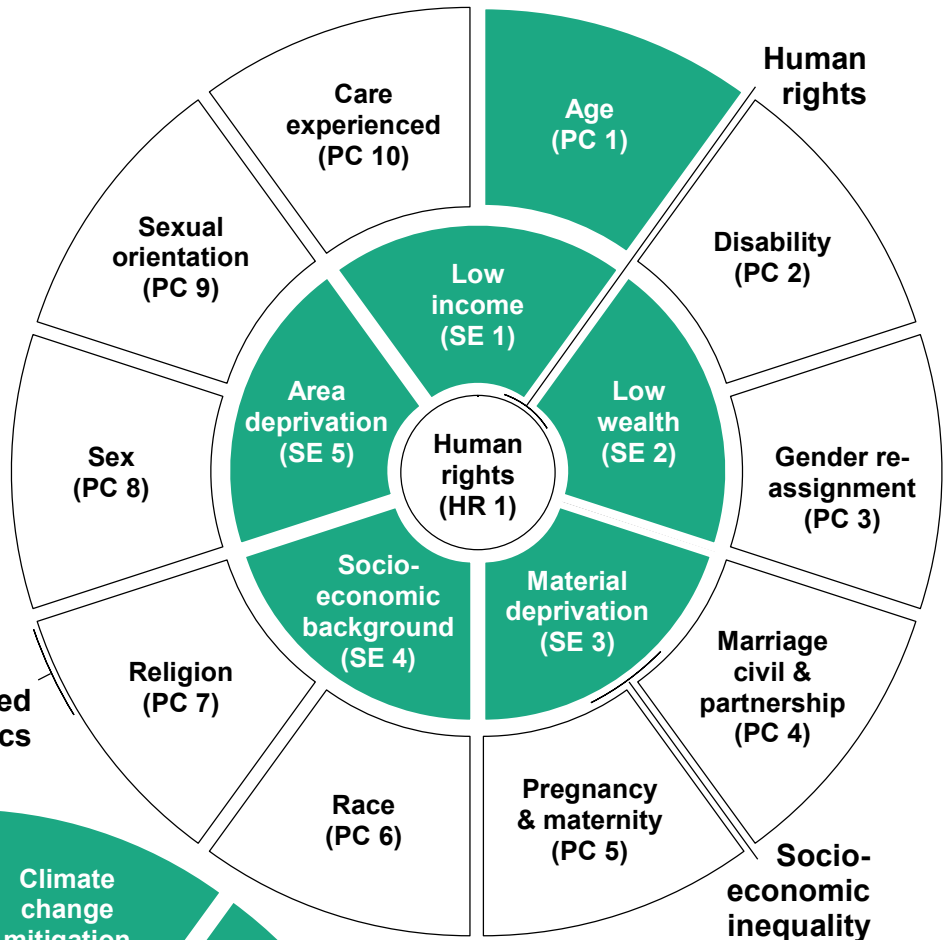 Human
rights
Age
(PC 1)
Disability
(PC 2)
Gender re-
assignment
(PC 3)
Marriage
civil &
partnership
(PC 4)
Pregnancy
& maternity
(PC 5)
Race
(PC 6)
Religion
(PC 7)
Sex
(PC 8)
Sexual
orientation
(PC 9)
Care
experienced
(PC 10)
Low
income
(SE 1)
Low
wealth
(SE 2)
Material
deprivation
(SE 3)
Socio-
economic
background
(SE 4)
Area
deprivation
(SE 5)
Human
rights
(HR 1)
ed
cs
Socio-
economic
inequality
Climate
change
mitigation